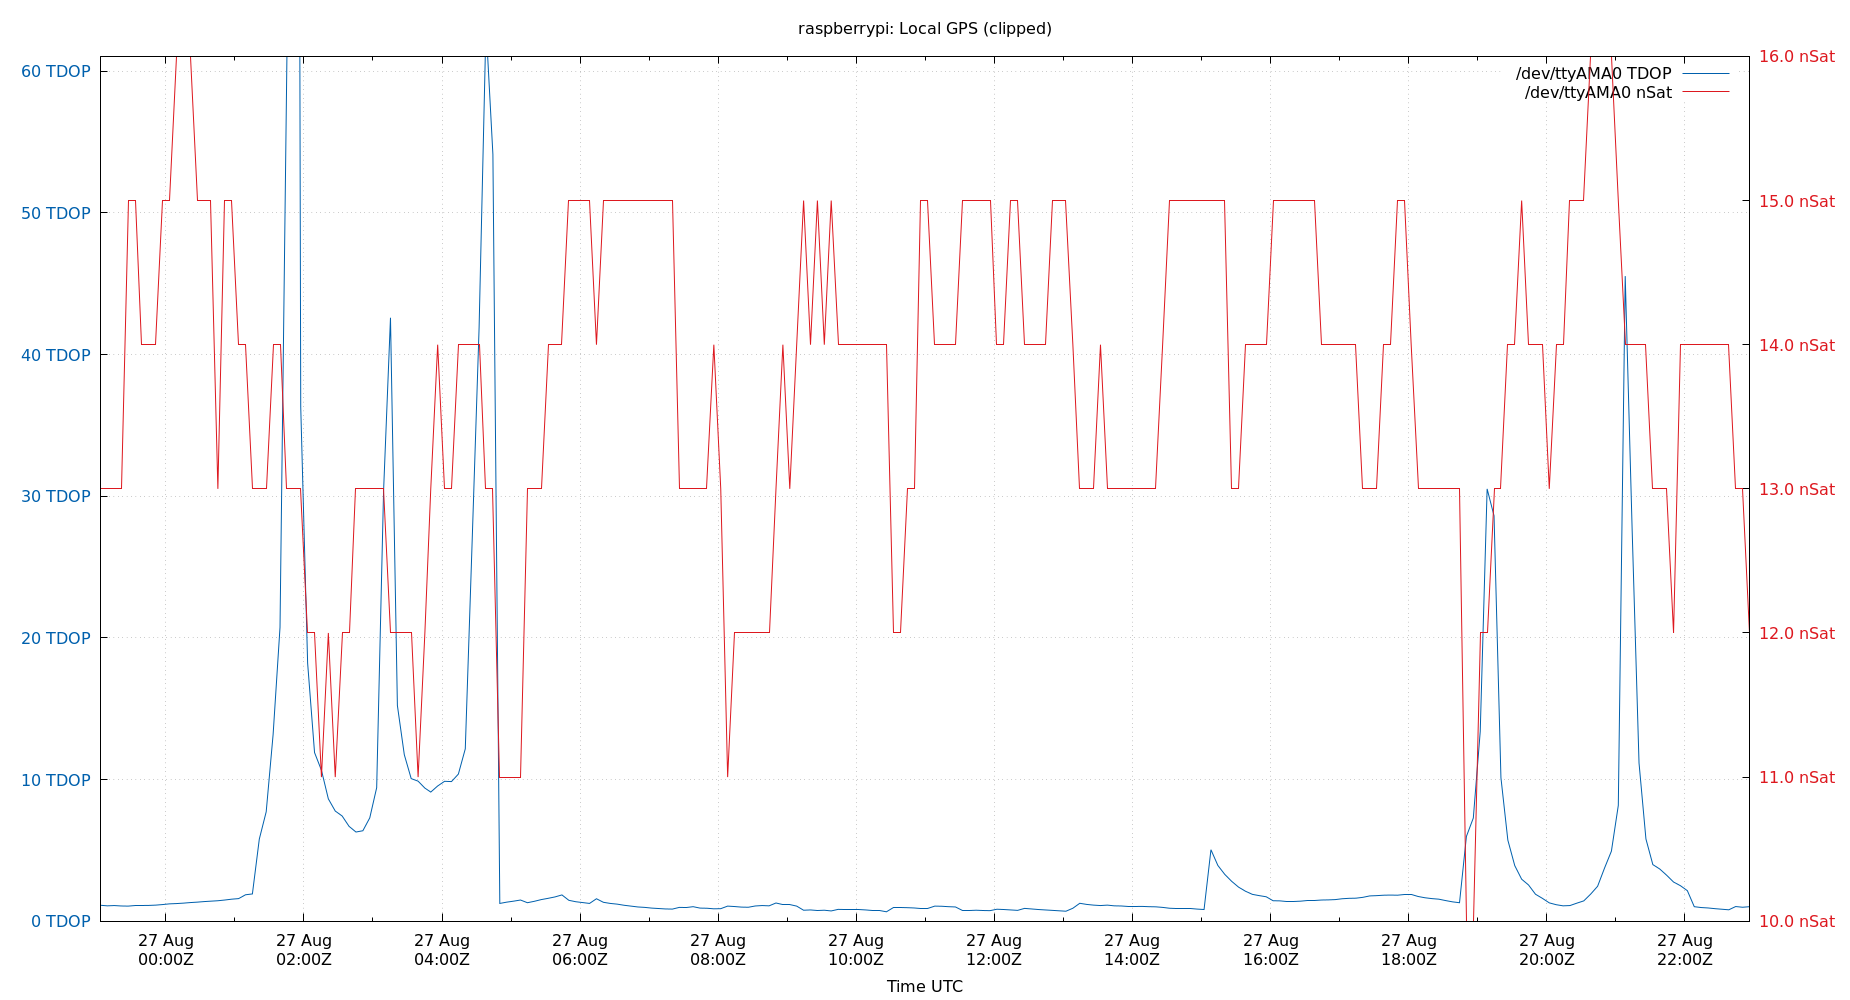 raspberrypi: Local GPS (clipped)
60 TDOP
50 TDOP
40 TDOP
30 TDOP
20 TDOP
10 TDOP
0 TDOP
16.0 nSat
15.0 nSat
14.0 nSat
13.0 nSat
12.0 nSat
11.0 nSat
10.0 nSat
/dev/ttyAMA0 TDOP
/dev/ttyAMA0 nSat
27 Aug 27 Aug 27 Aug 27 Aug 27 Aug 27 Aug 27 Aug 27 Aug 27 Aug 27 Aug 27 Aug 27 Aug
00:00Z 02:00Z 04:00Z 06:00Z 08:00Z 10:00Z 12:00Z 14:00Z 16:00Z 18:00Z 20:00Z 22:00Z
Time UTC